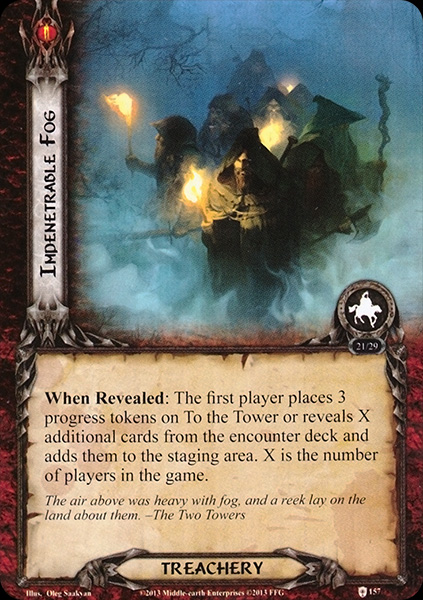 IMPENETRABLE FOG
21/29
When Revealed: The first player places 3
progress tokens on To the Tower or reveals X
additional cards from the encounter deck and
adds them to the staging area. X is the number
of players in the game.
The air above was heavy with fog, and a reek lay on the
land about them. –The Two Towers
TREACHERY
Illus. Oleg Saakyan
©2013 Middle-earth Enterprises ©2013 FFG
157